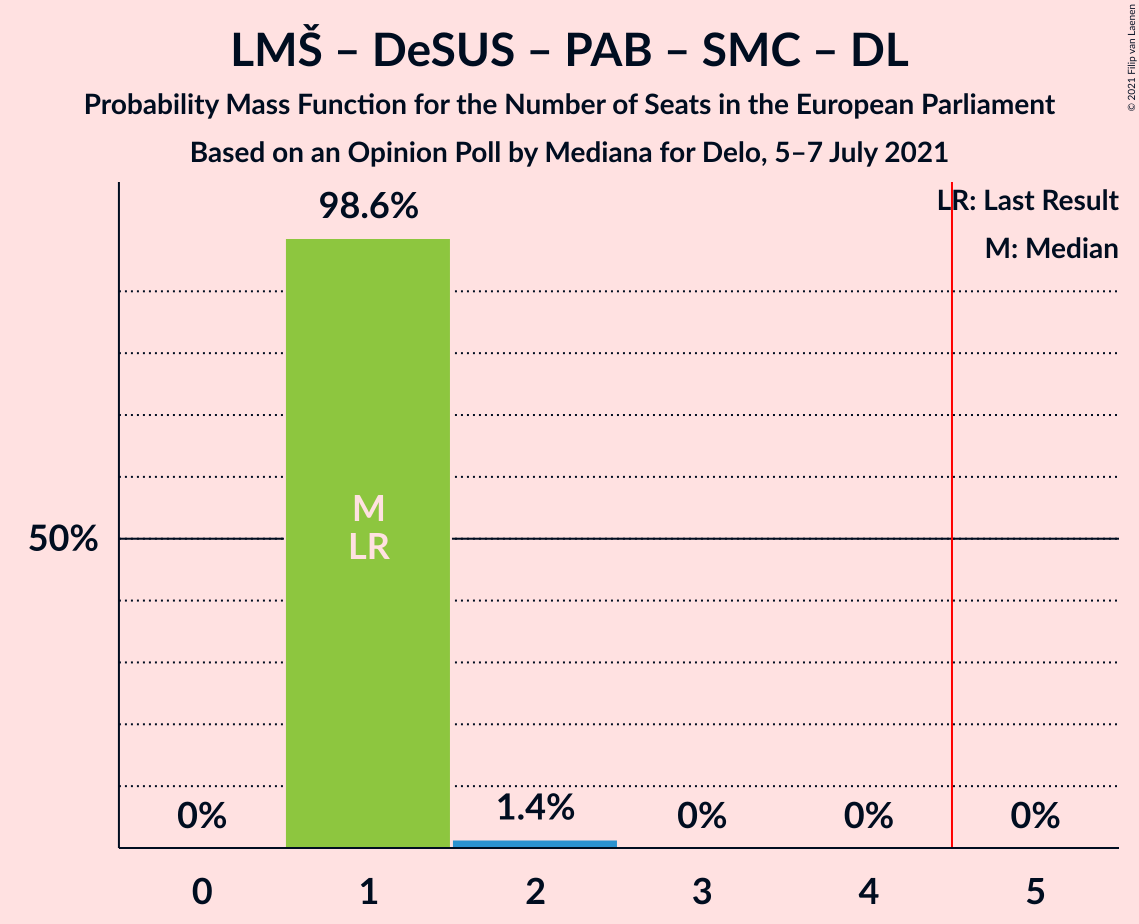 LMŠ – DeSUS – PAB – SMC – DL
Probability Mass Function for the Number of Seats in the European Parliament
Based on an Opinion Poll by Mediana for Delo, 5–7 July 2021
© 2021 Filip van Laenen
LR: Last Result
M: Median
98.6%
M
LR
50%
0%
1.4%
0%
0%
0%
0
1
2
3
4
5